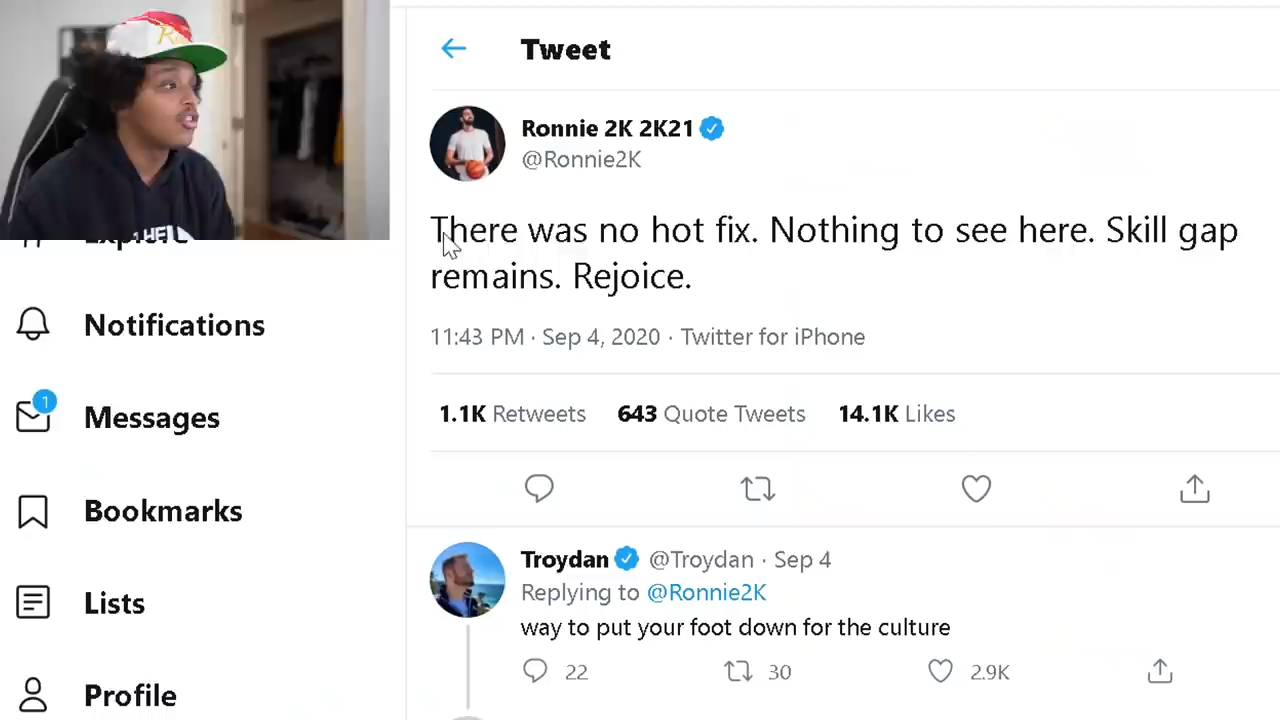 Tweet
Ronnie 2K 2K21
@Ronnie2K
There was no hot fix. Nothing to see here. Skill gap
remains. Rejoice.
11:43 PM · Sep 4, 2020 · Twitter for iPhone
1.1K Retweets 643 Quote Tweets 14.1K Likes
Explore
Notifications
1
Messages
Bookmarks
Lists
Profile
Troydan @Troydan · Sep 4
Replying to @Ronnie2K
way to put your foot down for the culture
22 30 2.9K